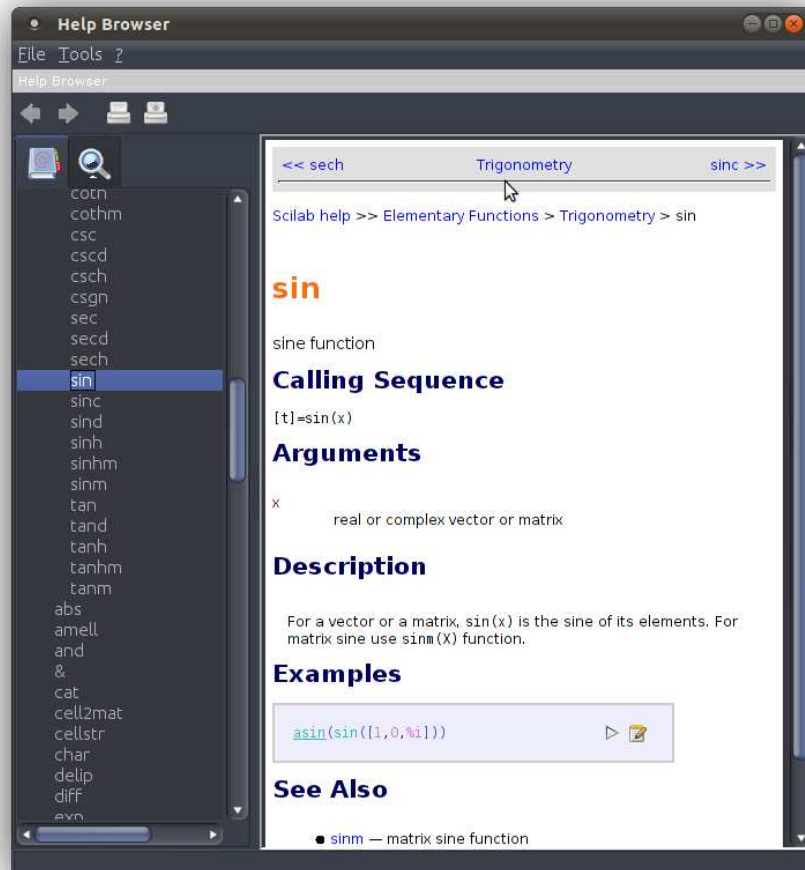 Help Browser
File Tools ?
Help Browser
coth
cothm
csc
cscd
csch
csgn
sec
secd
sech
sin
sinc
sind
sinh
sinhm
sinm
tan
tand
tanh
tanhm
tanm
abs
amell
and
&
cat
cell2mat
cellstr
char
delip
diff
exp
<< sech Trigonometry sinc >>
Scilab help >> Elementary Functions > Trigonometry > sin
sin
sine function
Calling Sequence
[t]=sin(x)
Arguments
x
real or complex vector or matrix
Description
For a vector or a matrix, sin(x) is the sine of its elements. For
matrix sine use sinm(X) function.
Examples
asin(sin([1,0,%i]))
See Also
● sinm — matrix sine function